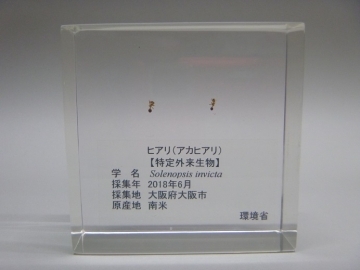 ヒアリ(アカヒアリ)
【特定外来生物】
学　名　Solenopsis invicta
採集年　2018年6月
採集地　大阪府大阪市
原産地　南米
環境省